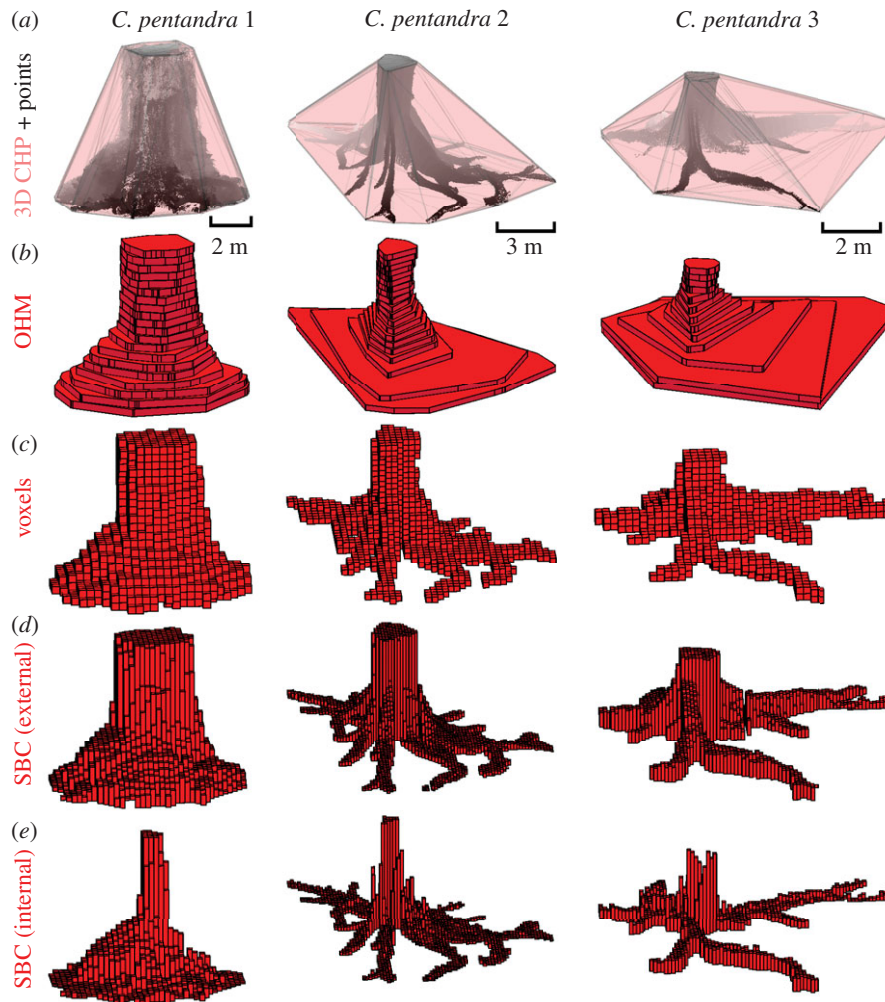 (a) C. pentandra 1 C. pentandra 2 C. pentandra 3
3D CHP + points
2 m 3 m 2 m
(b)
OHM
(c)
voxels
(d)
SBC (external)
(e)
SBC (internal)